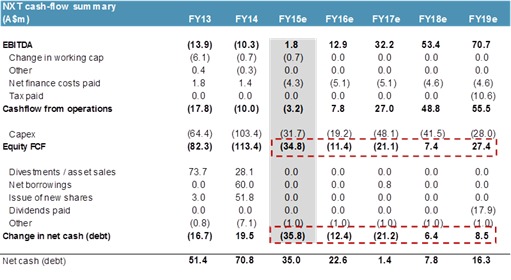 NXT cash-flow summary
(A$m) FY13 FY14 FY15e FY16e FY17e FY18e FY19e
EBITDA (13.9) (10.3) 1.8 12.9 32.2 53.4 70.7
Change in working cap (6.1) (0.7) (0.7) 0.0 0.0 0.0 0.0
Other 0.4 (0.3) 0.0 0.0 0.0 0.0 0.0
Net finance costs paid 1.8 1.4 (4.3) (5.1) (5.1) (4.6) (4.6)
Tax paid 0.0 0.0 0.0 0.0 0.0 0.0 (10.6)
Cashflow from operations (17.8) (10.0) (3.2) 7.8 27.0 48.8 55.5
Capex (64.4) (103.4) (31.7) (19.2) (48.1) (41.5) (28.0)
Equity FCF (82.3) (113.4) (34.8) (11.4) (21.1) 7.4 27.4
Divestments / asset sales 73.7 28.1 0.0 0.0 0.0 0.0 0.0
Net borrowings 0.0 60.0 0.0 0.0 0.8 0.0 0.0
Issue of new shares 3.0 51.8 0.0 0.0 0.0 0.0 0.0
Dividends paid 0.0 0.0 0.0 0.0 0.0 0.0 (17.9)
Other (0.8) (7.1) (1.0) (1.0) (1.0) (1.0) (1.0)
Change in net cash (debt) (16.7) 19.5 (35.8) (12.4) (21.2) 6.4 8.5
Net cash (debt) 51.4 70.8 35.0 22.6 1.4 7.8 16.3